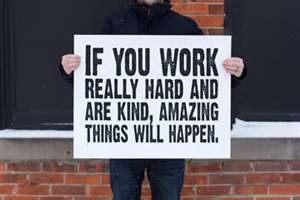 IF YOU WORK
REALLY HARD AND
ARE KIND, AMAZING
THINGS WILL HAPPEN.